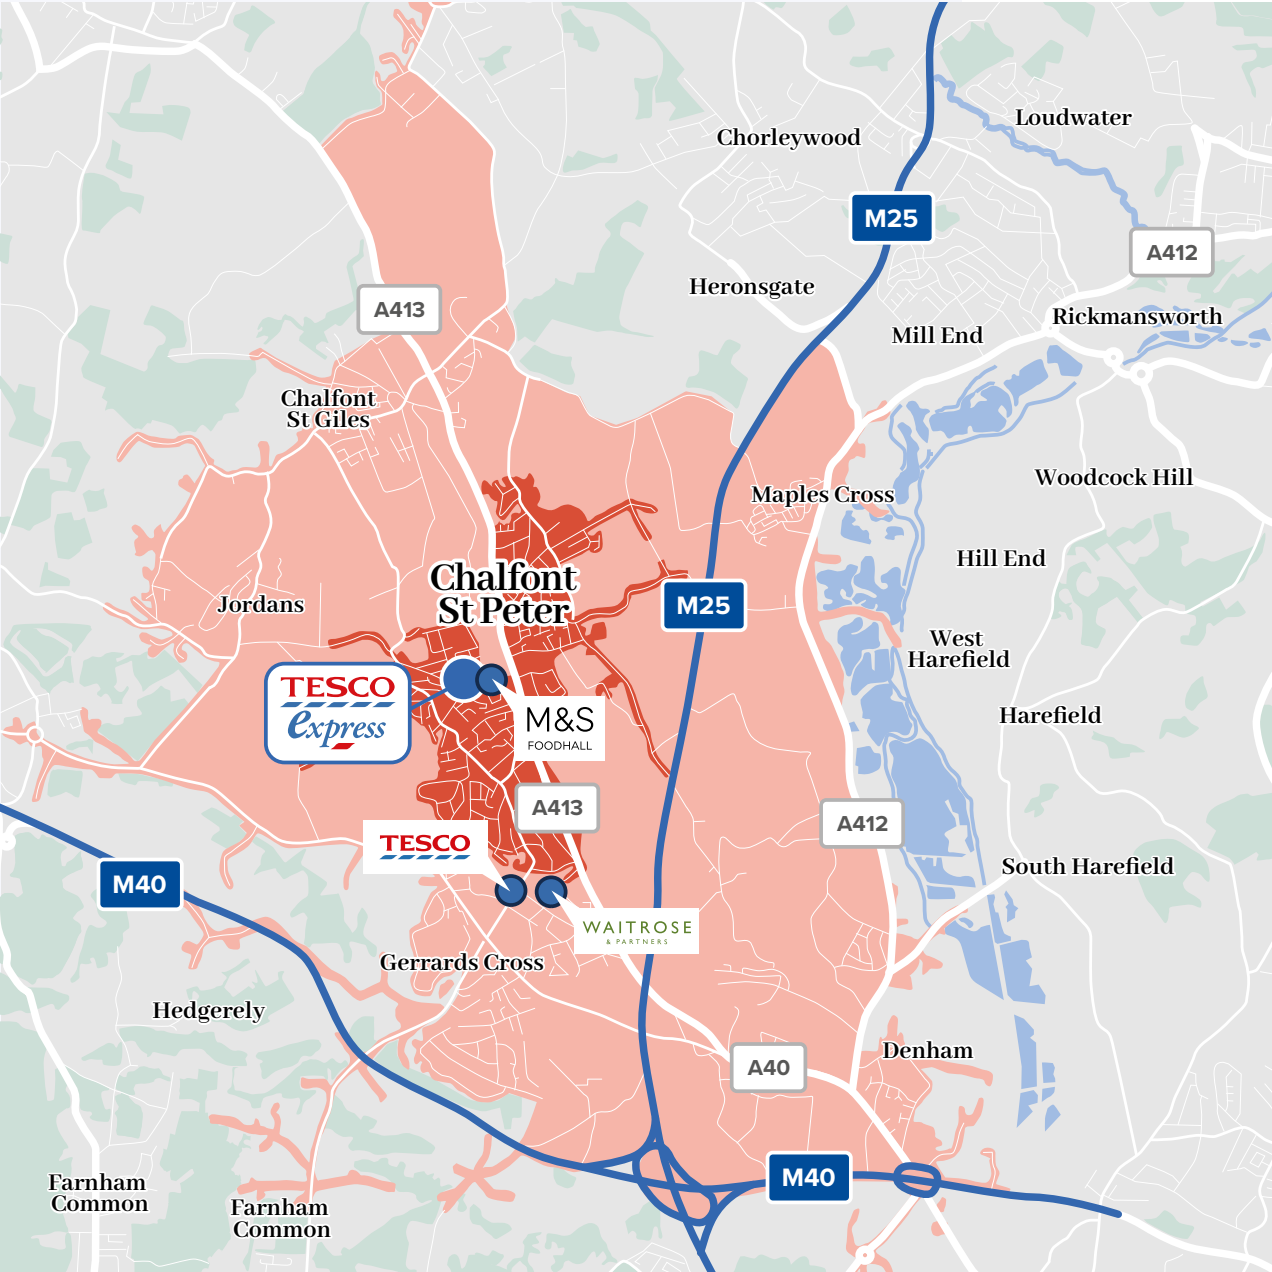 Loudwater
Chorleywood
M25
A412
Heronsgate
A413
Rickmansworth
Mill End
Chalfont
St Giles
Woodcock Hill
Maples Cross
Hill End
Chalfont
St Peter
Jordans
M25
West
Harefield
TESCO
express
M&S
FOODHALL
Harefield
A413
A412
TESCO
South Harefield
M40
WAITROSE
& PARTNERS
Gerrards Cross
Hedgerely
Denham
A40
M40
Farnham
Common
Farnham
Common